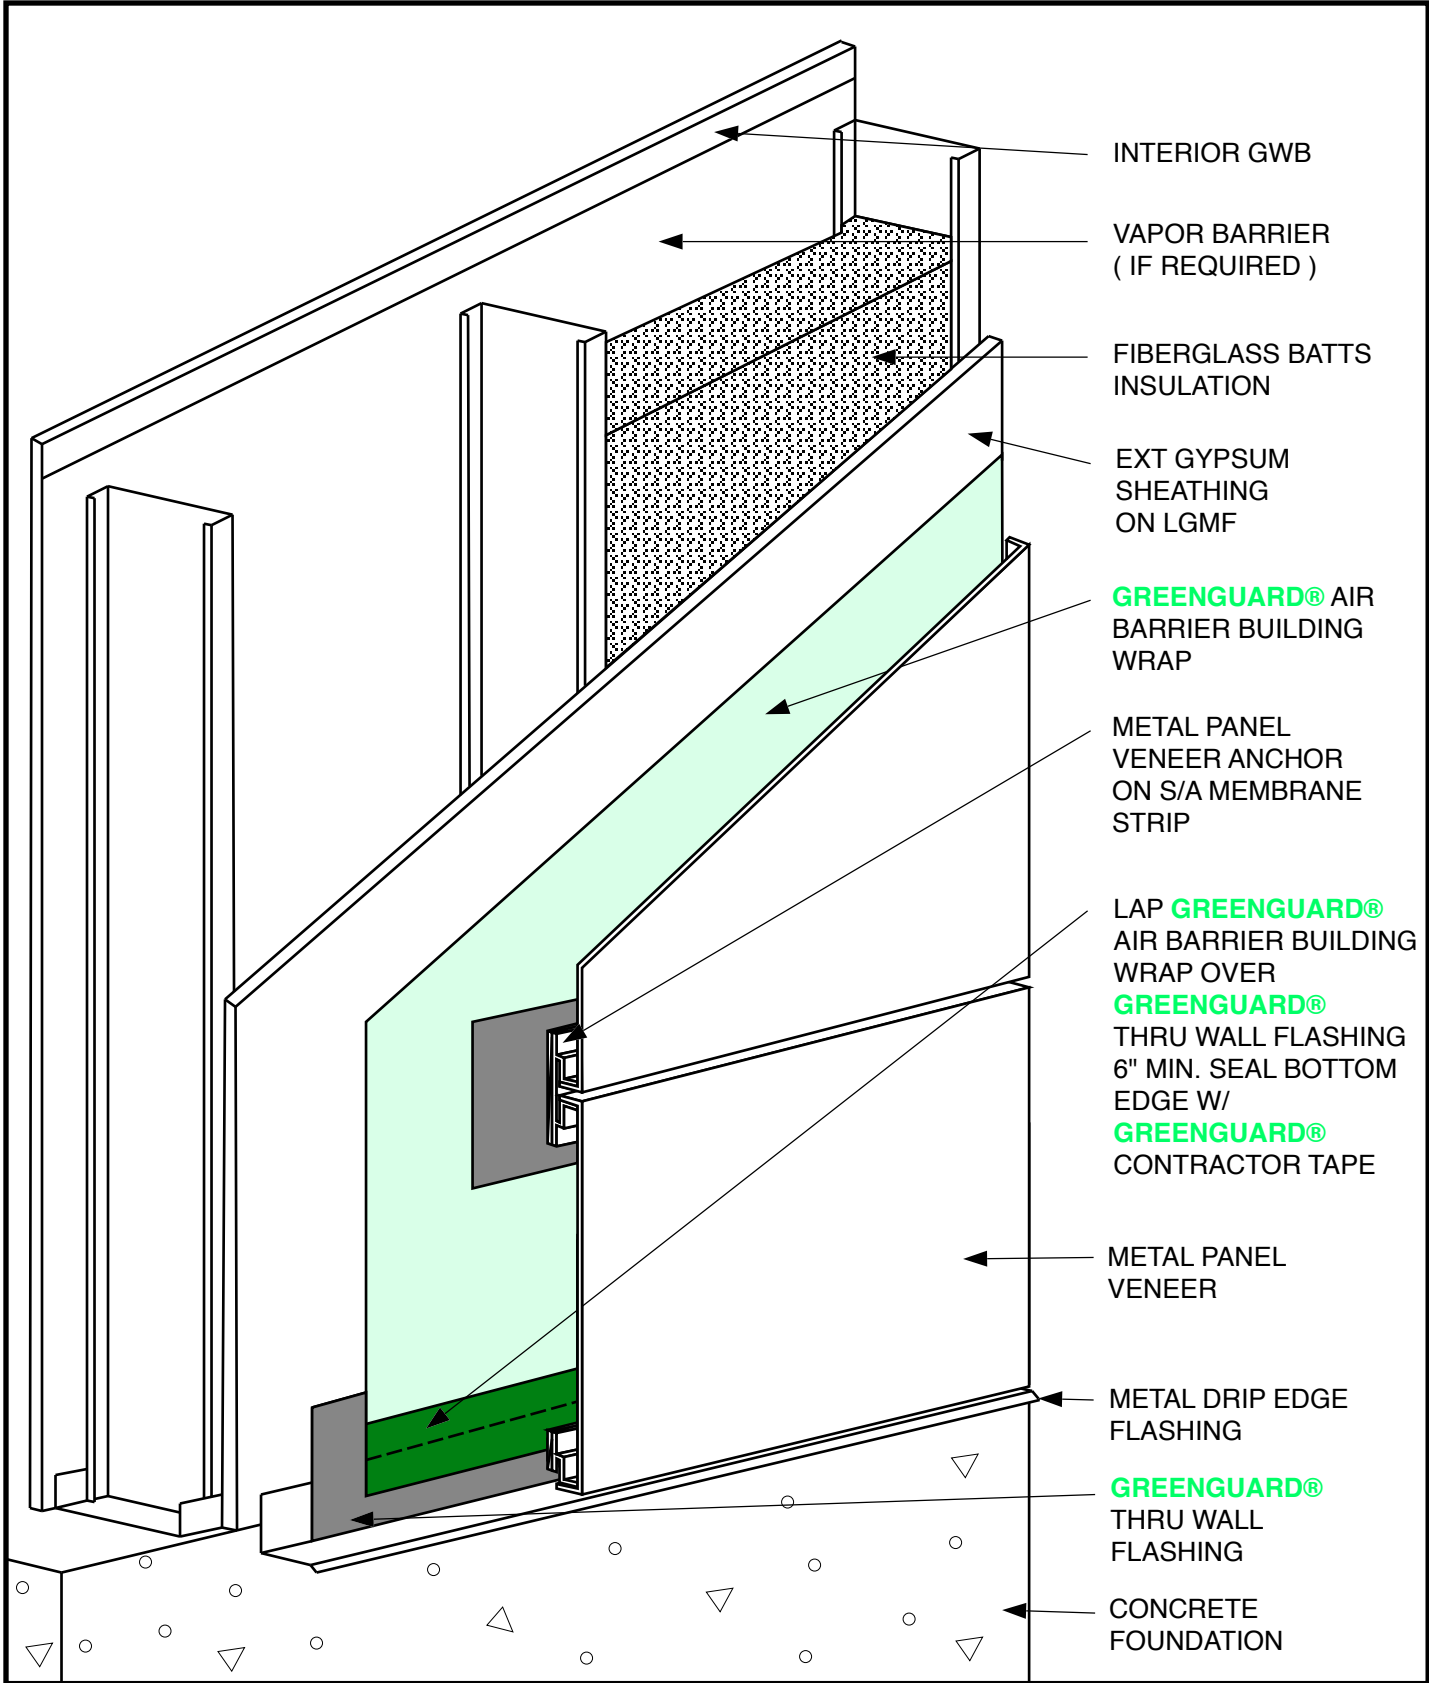 INTERIOR GWB
VAPOR BARRIER
( IF REQUIRED )
FIBERGLASS BATTS
INSULATION
EXT GYPSUM
SHEATHING
ON LGMF
GREENGUARD® AIR
BARRIER BUILDING
WRAP
METAL PANEL
VENEER ANCHOR
ON S/A MEMBRANE
STRIP
LAP GREENGUARD®
AIR BARRIER BUILDING
WRAP OVER
GREENGUARD®
THRU WALL FLASHING
6" MIN. SEAL BOTTOM
EDGE W/
GREENGUARD®
CONTRACTOR TAPE
METAL PANEL
VENEER
METAL DRIP EDGE
FLASHING
GREENGUARD®
THRU WALL
FLASHING
CONCRETE
FOUNDATION